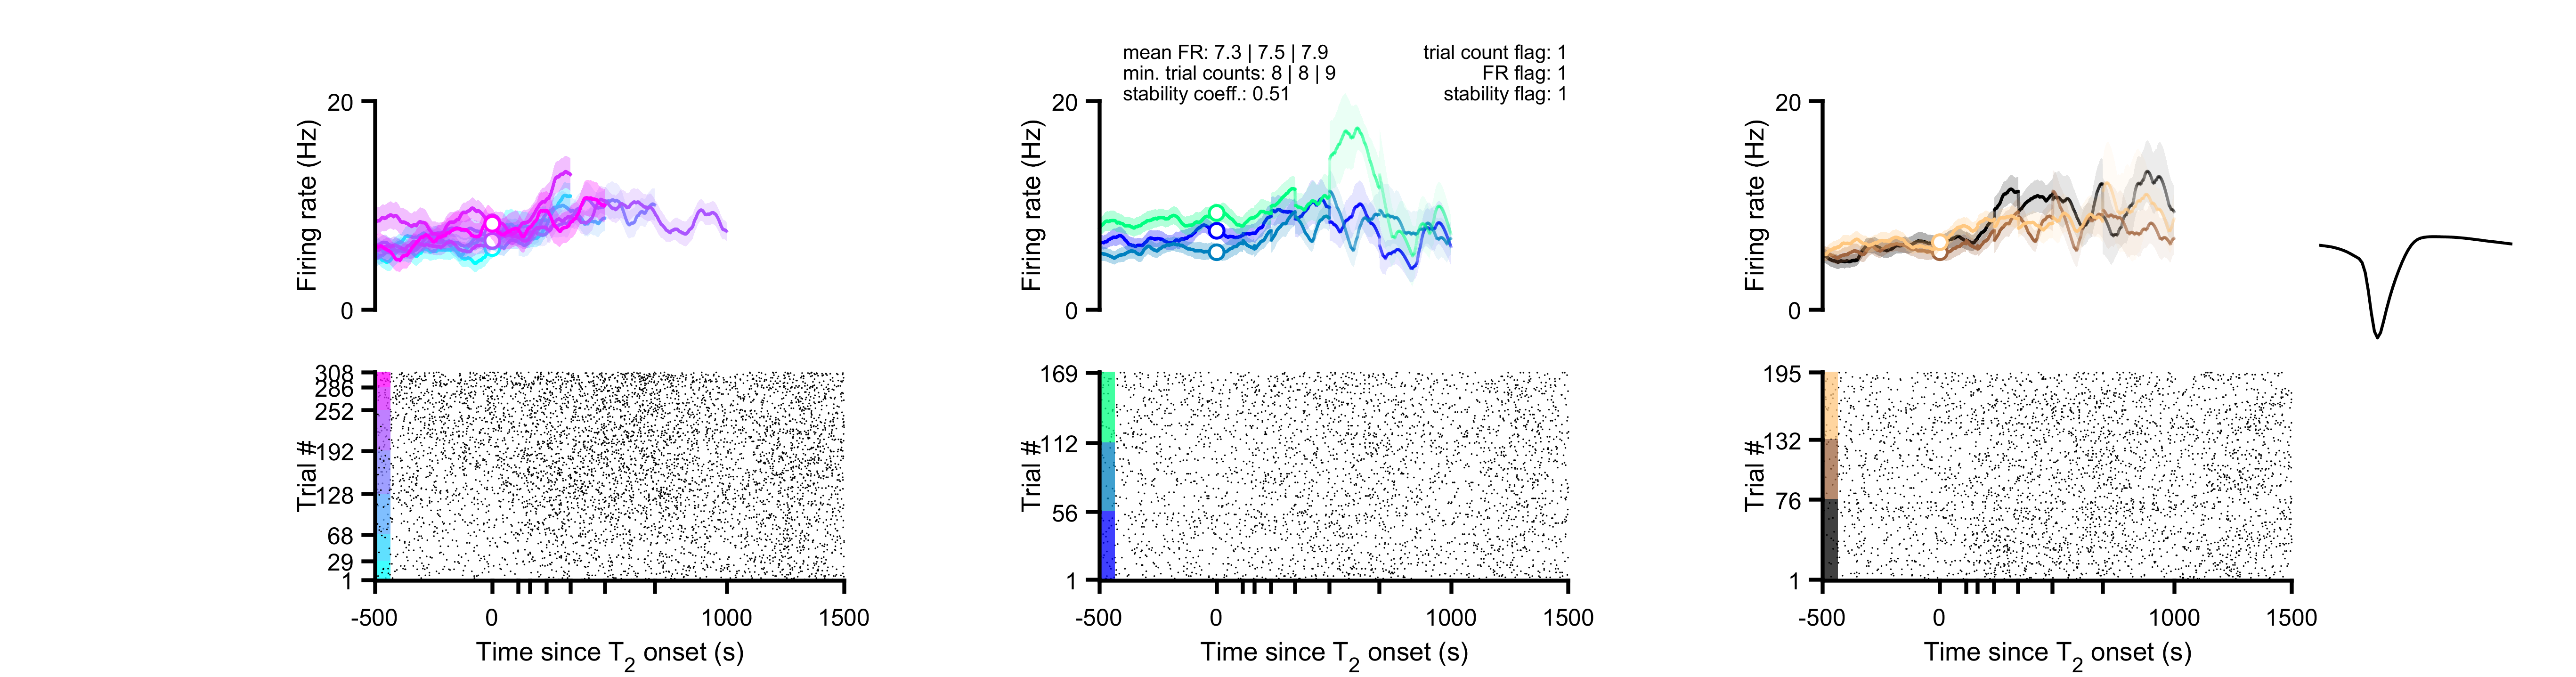 mean FR: 7.3 | 7.5 | 7.9
min. trial counts: 8 | 8 | 9
stability coeff.: 0.51
trial count flag: 1
FR flag: 1
stability flag: 1
20
Firing rate (Hz)
0
308
286
252
192
128
68
29
1
Trial #
-500
0
1000
1500
Time since T2 onset (s)
20
Firing rate (Hz)
0
169
112
56
1
Trial #
-500
0
1000
1500
Time since T2 onset (s)
20
Firing rate (Hz)
0
195
132
76
1
Trial #
-500
0
1000
1500
Time since T2 onset (s)